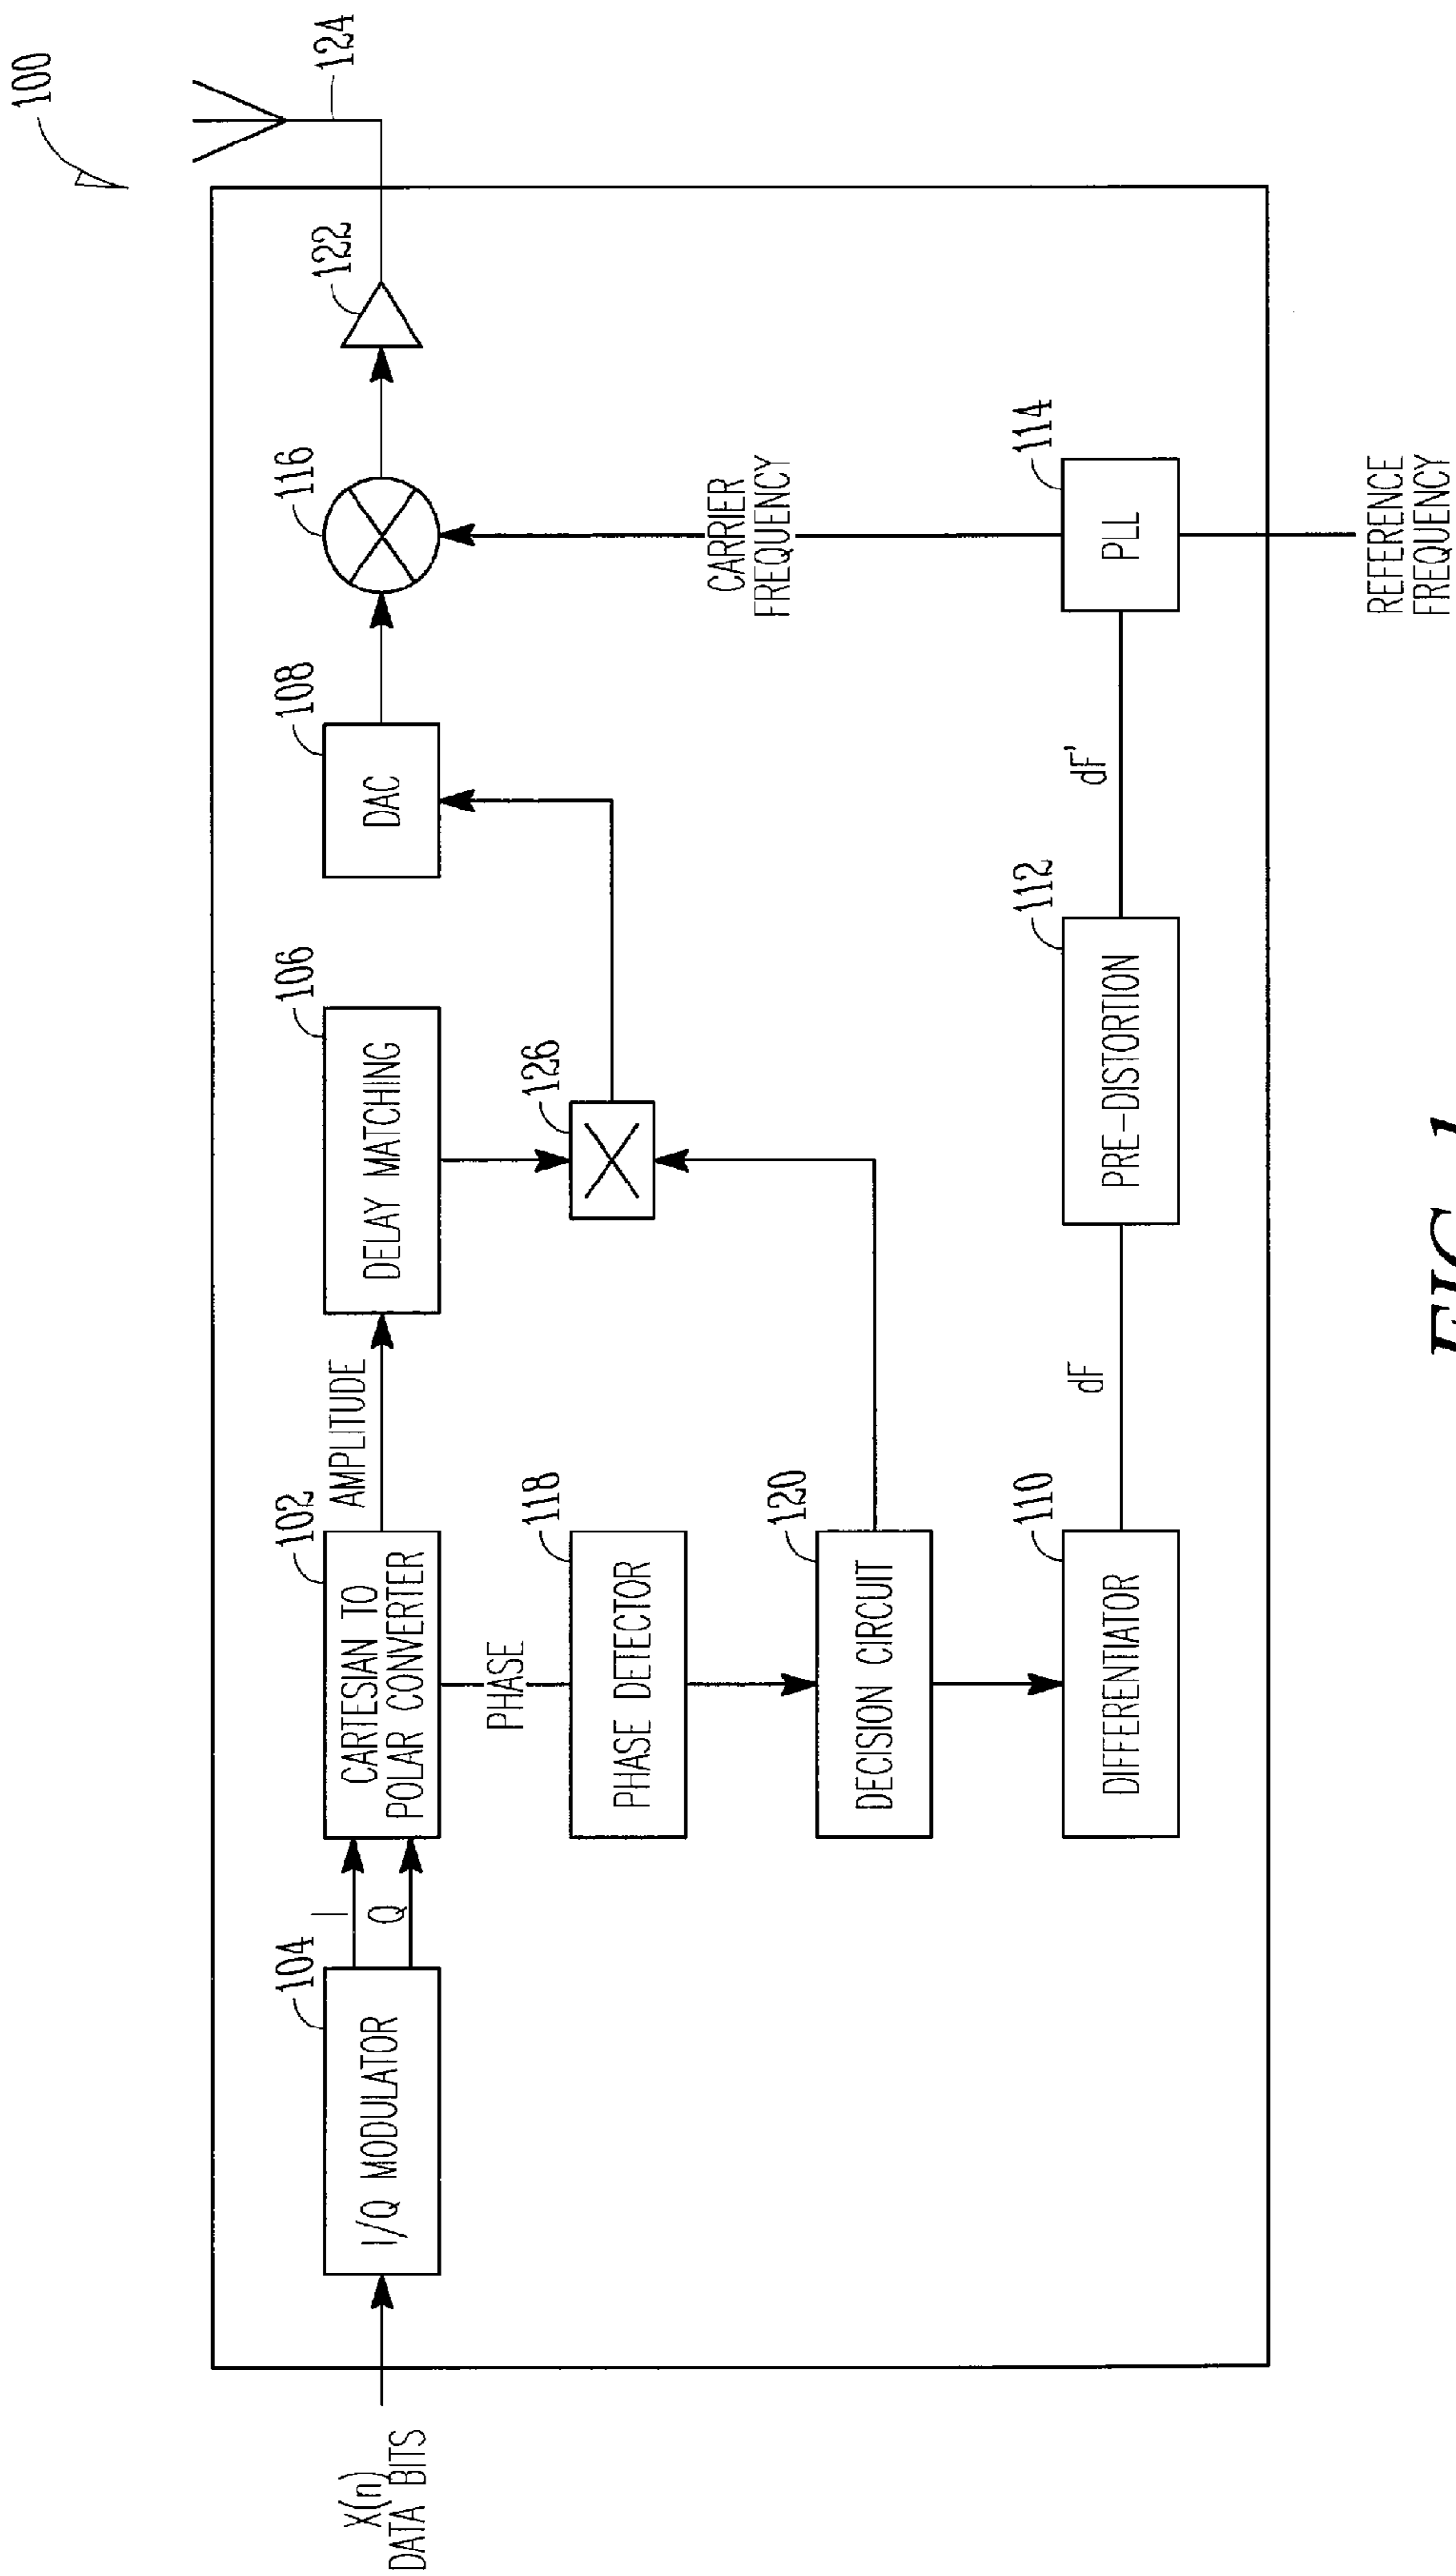 100
124
122
116
108
DAC
106
DELAY MATCHING
126
AMPLITUDE
102
CARTESIAN TO
POLAR CONVERTER
I
Q
104
I/Q MODULATOR
X(n)
DATA BITS
PHASE
118
PHASE DETECTOR
120
DECISION CIRCUIT
110
DIFFERENTIATOR
dF
112
PRE-DISTORTION
dF'
114
PLL
CARRIER
FREQUENCY
REFERENCE
FREQUENCY